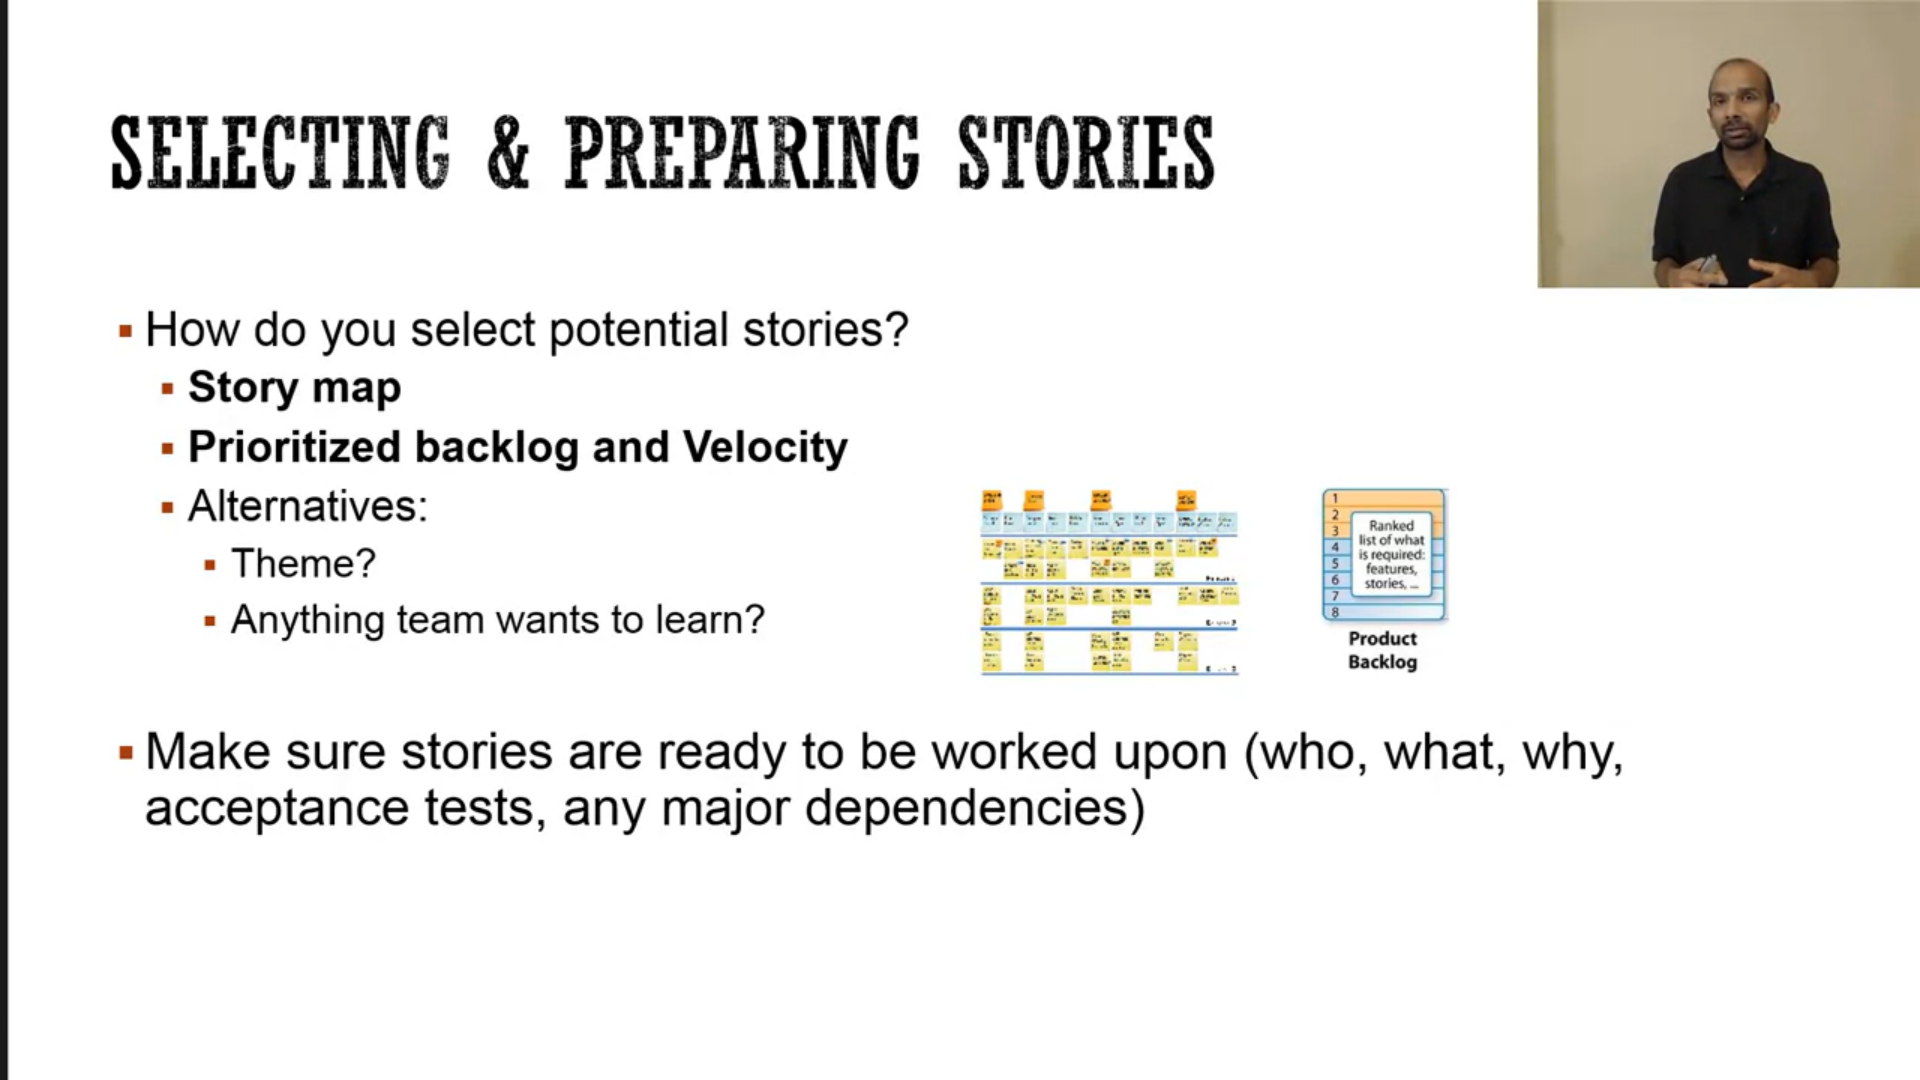 SELECTING & PREPARING STORIES
How do you select potential stories?
Story map
Prioritized backlog and Velocity
Alternatives:
Theme?
Anything team wants to learn?
1
2
3
4
5
6
7
8
Ranked
list of what
is required:
features,
stories, ...
Product
Backlog
Make sure stories are ready to be worked upon (who, what, why,
acceptance tests, any major dependencies)